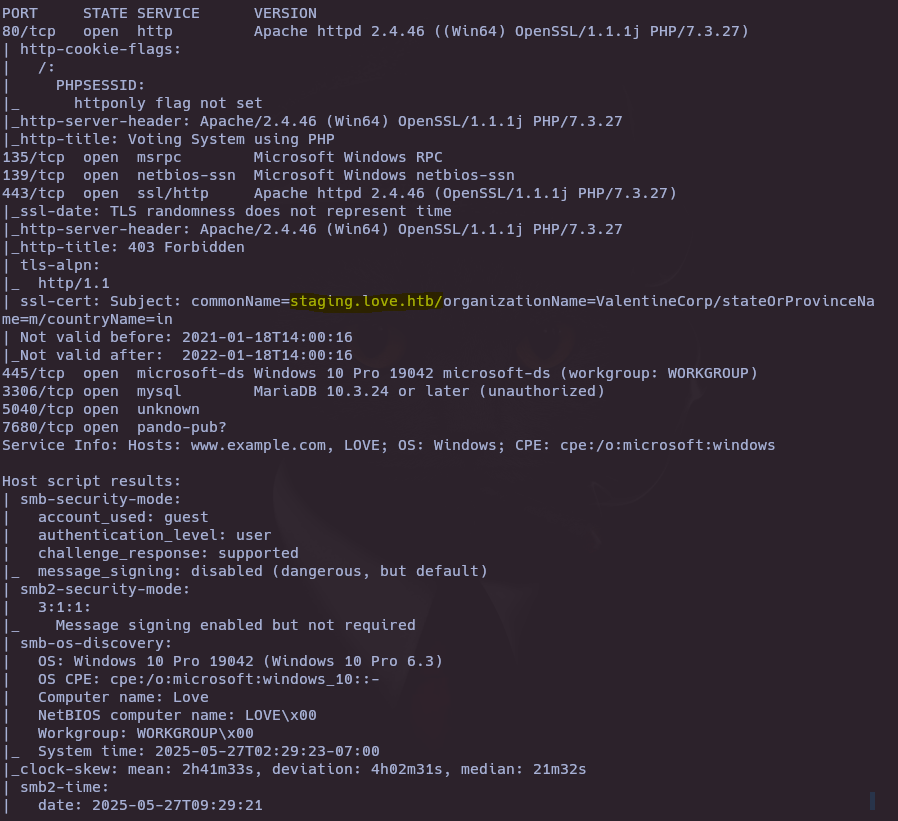 PORT     STATE SERVICE      VERSION
80/tcp   open  http         Apache httpd 2.4.46 ((Win64) OpenSSL/1.1.1j PHP/7.3.27)
| http-cookie-flags:
|   /:
|     PHPSESSID:
|_      httponly flag not set
|_http-server-header: Apache/2.4.46 (Win64) OpenSSL/1.1.1j PHP/7.3.27
|_http-title: Voting System using PHP
135/tcp  open  msrpc        Microsoft Windows RPC
139/tcp  open  netbios-ssn  Microsoft Windows netbios-ssn
443/tcp  open  ssl/http     Apache httpd 2.4.46 (OpenSSL/1.1.1j PHP/7.3.27)
|_ssl-date: TLS randomness does not represent time
|_http-server-header: Apache/2.4.46 (Win64) OpenSSL/1.1.1j PHP/7.3.27
|_http-title: 403 Forbidden
| tls-alpn:
|_  http/1.1
| ssl-cert: Subject: commonName=staging.love.htb/organizationName=ValentineCorp/stateOrProvinceNa
me=m/countryName=in
| Not valid before: 2021-01-18T14:00:16
|_Not valid after:  2022-01-18T14:00:16
445/tcp  open  microsoft-ds Windows 10 Pro 19042 microsoft-ds (workgroup: WORKGROUP)
3306/tcp open  mysql        MariaDB 10.3.24 or later (unauthorized)
5040/tcp open  unknown
7680/tcp open  pando-pub?
Service Info: Hosts: www.example.com, LOVE; OS: Windows; CPE: cpe:/o:microsoft:windows

Host script results:
| smb-security-mode:
|   account_used: guest
|   authentication_level: user
|   challenge_response: supported
|_  message_signing: disabled (dangerous, but default)
| smb2-security-mode:
|   3:1:1:
|_    Message signing enabled but not required
| smb-os-discovery:
|   OS: Windows 10 Pro 19042 (Windows 10 Pro 6.3)
|   OS CPE: cpe:/o:microsoft:windows_10::-
|   Computer name: Love
|   NetBIOS computer name: LOVE\x00
|   Workgroup: WORKGROUP\x00
|_  System time: 2025-05-27T02:29:23-07:00
|_clock-skew: mean: 2h41m33s, deviation: 4h02m31s, median: 21m32s
| smb2-time:
|   date: 2025-05-27T09:29:21